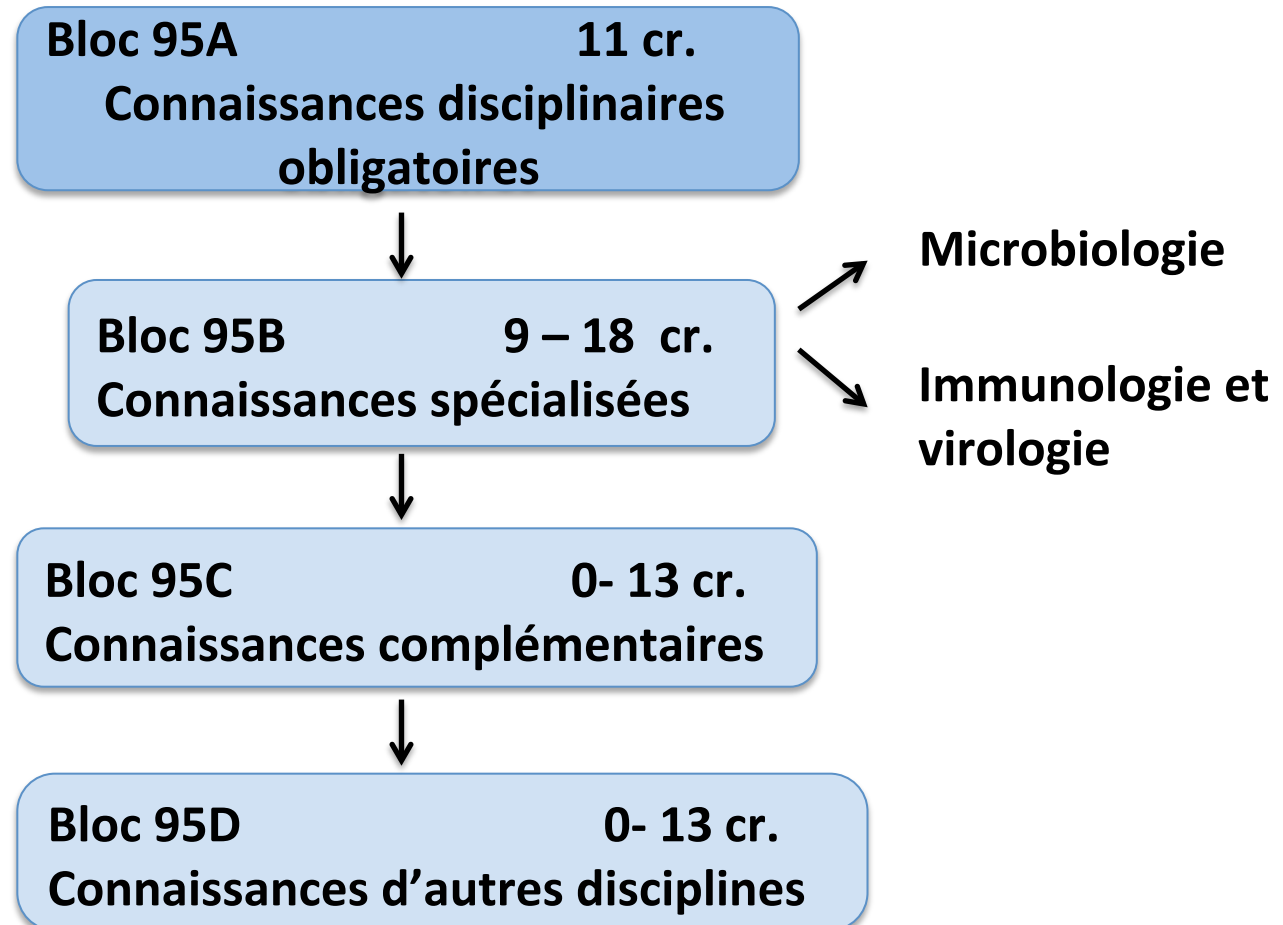 Bloc 95A 11 cr.
Connaissances disciplinaires
obligatoires
Bloc 95B 9 – 18 cr.
Connaissances spécialisées
Microbiologie
Immunologie et
virologie
Bloc 95C 0- 13 cr.
Connaissances complémentaires
Bloc 95D 0- 13 cr.
Connaissances d’autres disciplines